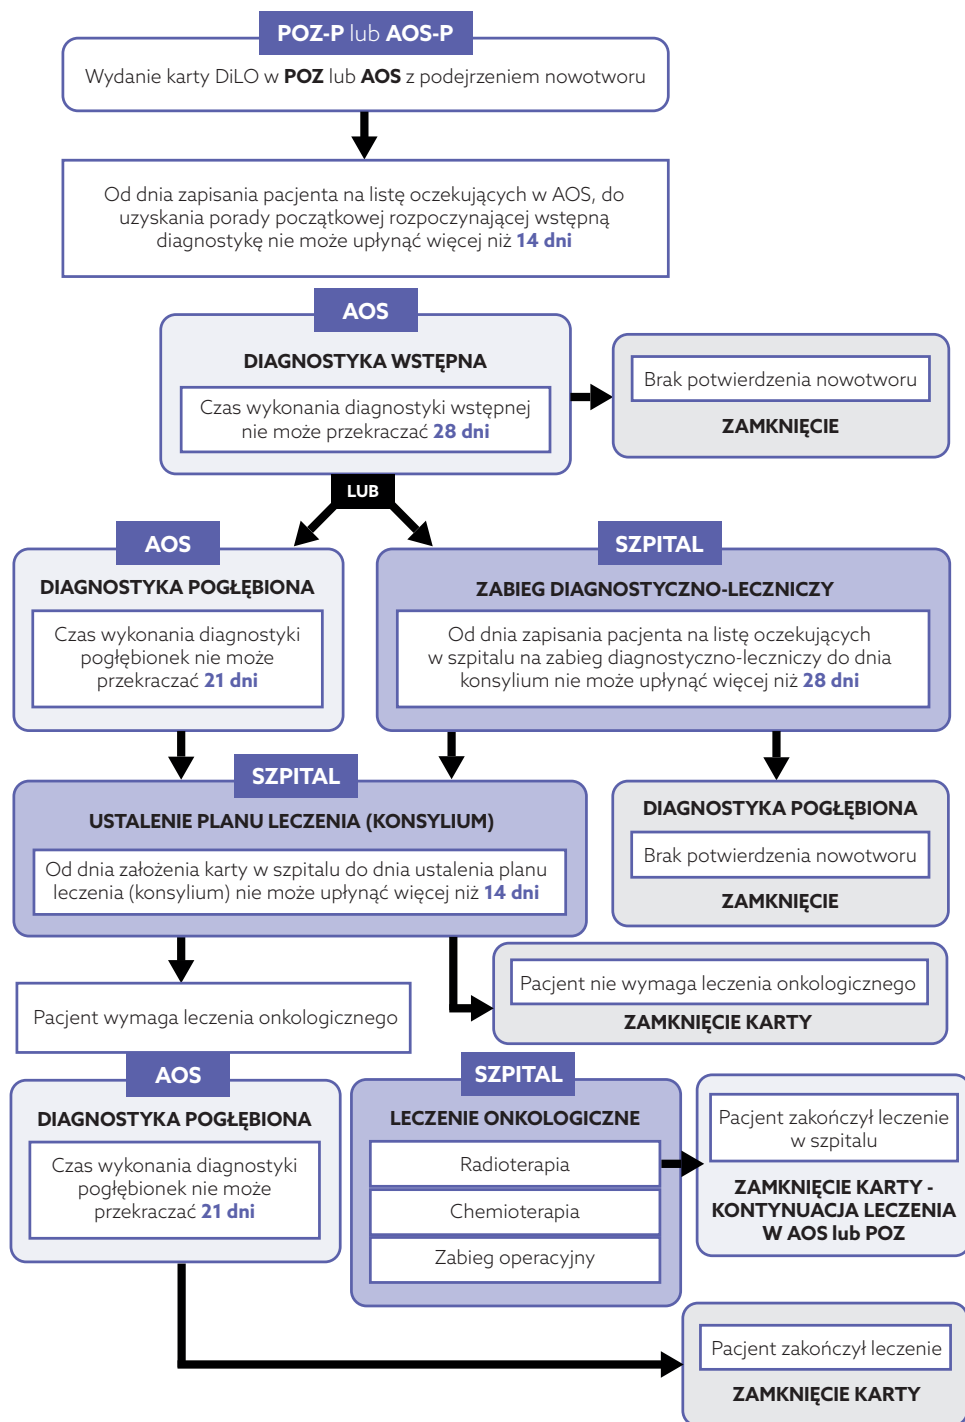 POZ-P lub AOS-P
Wydanie karty DiLO w POZ lub AOS z podejrzeniem nowotworu
Od dnia zapisania pacjenta na listę oczekujących w AOS, do
uzyskania porady początkowej rozpoczynającej wstępną
diagnostykę nie może upłynąć więcej niż 14 dni
AOS
DIAGNOSTYKA WSTĘPNA
Czas wykonania diagnostyki wstępnej
nie może przekraczać 28 dni
Brak potwierdzenia nowotworu
ZAMKNIĘCIE
LUB
AOS
DIAGNOSTYKA POGŁĘBIONA
Czas wykonania diagnostyki
pogłębionek nie może
przekraczać 21 dni
SZPITAL
ZABIEG DIAGNOSTYCZNO-LECZNICZY
Od dnia zapisania pacjenta na listę oczekujących
w szpitalu na zabieg diagnostyczno-leczniczy do dnia
konsylium nie może upłynąć więcej niż 28 dni
SZPITAL
USTALENIE PLANU LECZENIA (KONSYLIUM)
Od dnia założenia karty w szpitalu do dnia ustalenia planu
leczenia (konsylium) nie może upłynąć więcej niż 14 dni
DIAGNOSTYKA POGŁĘBIONA
Brak potwierdzenia nowotworu
ZAMKNIĘCIE
Pacjent wymaga leczenia onkologicznego
Pacjent nie wymaga leczenia onkologicznego
ZAMKNIĘCIE KARTY
AOS
DIAGNOSTYKA POGŁĘBIONA
Czas wykonania diagnostyki
pogłębionek nie może
przekraczać 21 dni
SZPITAL
LECZENIE ONKOLOGICZNE
Radioterapia
Chemioterapia
Zabieg operacyjny
Pacjent zakończył leczenie
w szpitalu
ZAMKNIĘCIE KARTY -
KONTYNUACJA LECZENIA
W AOS lub POZ
Pacjent zakończył leczenie
ZAMKNIĘCIE KARTY